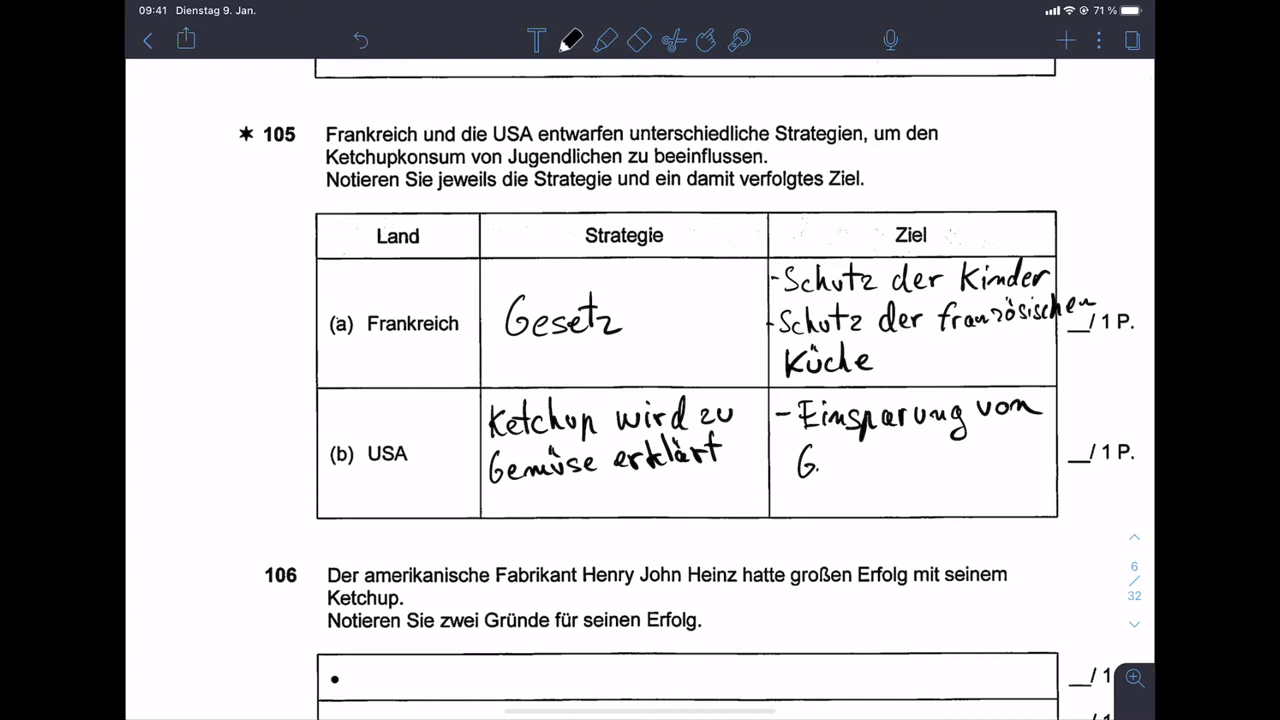 09:41 Dienstag 9. Jan.
71 %
105 Frankreich und die USA entwarfen unterschiedliche Strategien, um den
Ketchupkonsum von Jugendlichen zu beeinflussen.
Notieren Sie jeweils die Strategie und ein damit verfolgtes Ziel.
Land Strategie Ziel
(a) Frankreich
Gesetz
- Schutz der Kinder
- Schutz der französischen
Küche
__/ 1 P.
(b) USA
Ketchup wird zu
Gemüse erklärt
- Einsparung von
G.
__/ 1 P.
106 Der amerikanische Fabrikant Henry John Heinz hatte großen Erfolg mit seinem
Ketchup.
Notieren Sie zwei Gründe für seinen Erfolg.
• __/ 1
6
/
32